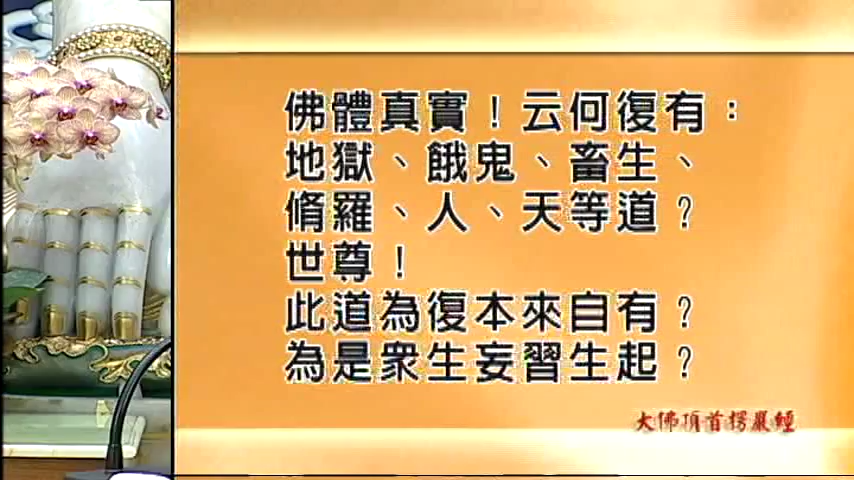 佛體真實！云何復有：
地獄、餓鬼、畜生、
脩羅、人、天等道？
世尊！
此道為復本來自有？
為是眾生妄習生起？
大佛頂首楞嚴經